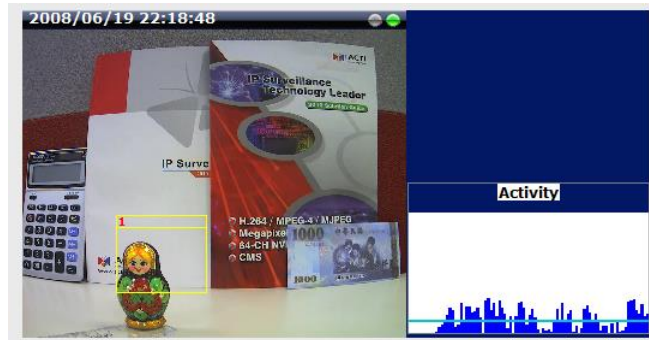 2008/06/19 22:18:48
ACTi
IP Surveillance
Technology Leader
IP Surve
1
H.264 / MPEG-4 / MJPEG
Megapixe
64-CH NV
CMS
1000
1000
Activity